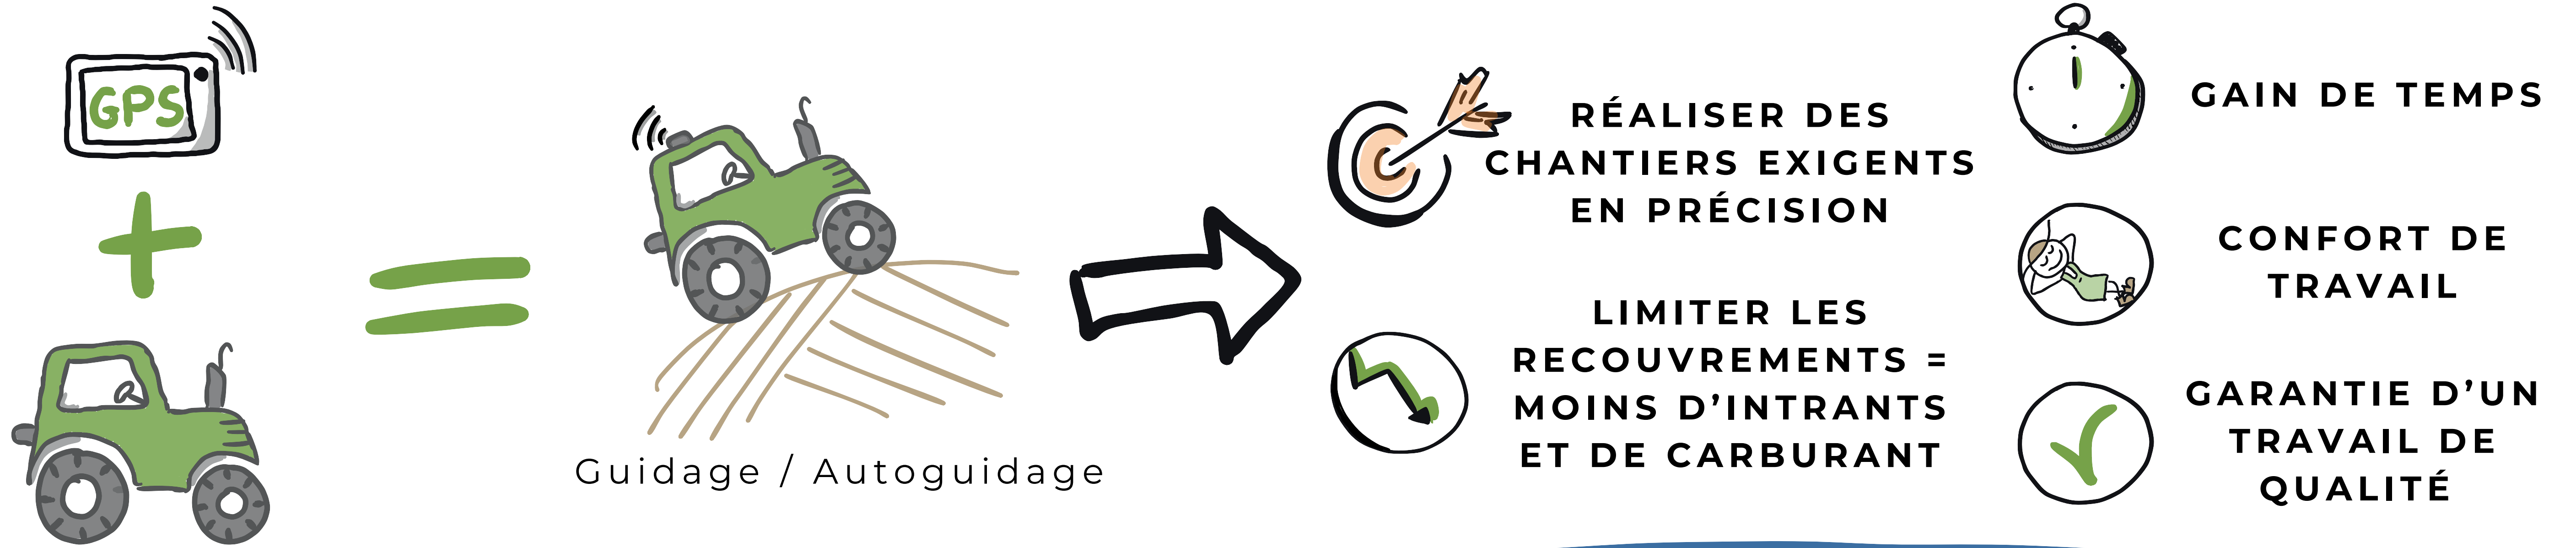 GPS
Guidage / Autoguidage
RÉALISER DES
CHANTIERS EXIGENTS
EN PRÉCISION
LIMITER LES
RECOUVREMENTS =
MOINS D’INTRANTS
ET DE CARBURANT
GAIN DE TEMPS
CONFORT DE
TRAVAIL
GARANTIE D’UN
TRAVAIL DE
QUALITÉ